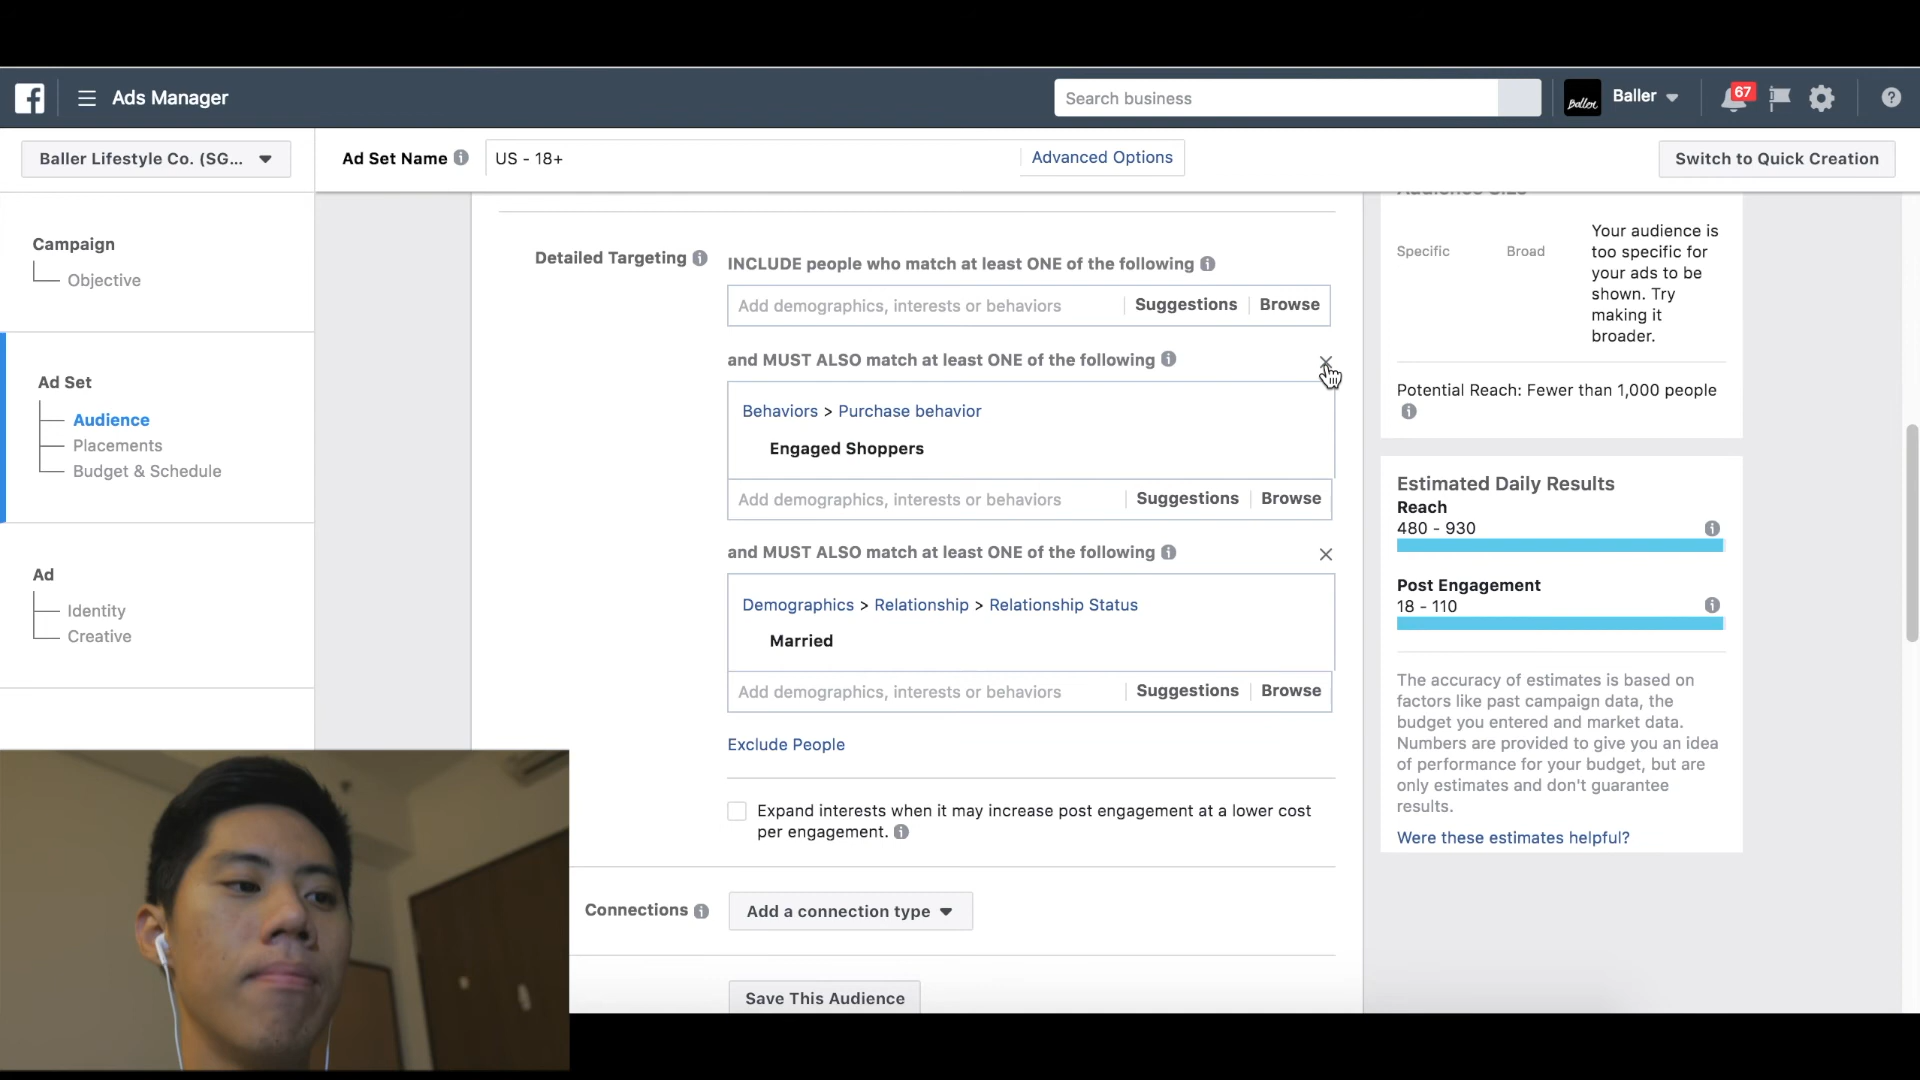 Ads Manager
Search business
Baller
Baller
67
Baller Lifestyle Co. (SG...
Ad Set Name
US - 18+
Advanced Options
Switch to Quick Creation
Campaign
Objective
Ad Set
Audience
Placements
Budget & Schedule
Ad
Identity
Creative
Detailed Targeting
INCLUDE people who match at least ONE of the following
Add demographics, interests or behaviors
Suggestions
Browse
and MUST ALSO match at least ONE of the following
Behaviors > Purchase behavior
Engaged Shoppers
Add demographics, interests or behaviors
Suggestions
Browse
and MUST ALSO match at least ONE of the following
Demographics > Relationship > Relationship Status
Married
Add demographics, interests or behaviors
Suggestions
Browse
Exclude People
Expand interests when it may increase post engagement at a lower cost
per engagement.
Connections
Add a connection type
Save This Audience
Audience Size
Specific
Broad
Your audience is
too specific for
your ads to be
shown. Try
making it
broader.
Potential Reach: Fewer than 1,000 people
Estimated Daily Results
Reach
480 - 930
Post Engagement
18 - 110
The accuracy of estimates is based on
factors like past campaign data, the
budget you entered and market data.
Numbers are provided to give you an idea
of performance for your budget, but are
only estimates and don't guarantee
results.
Were these estimates helpful?